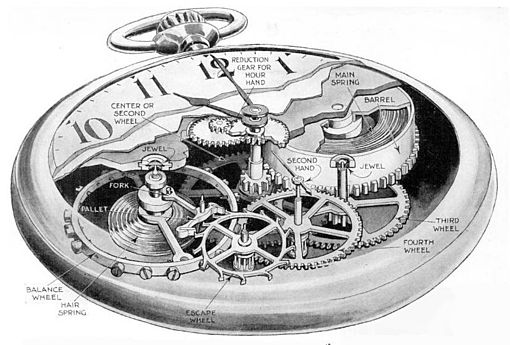 REDUCTION
GEAR FOR
HOUR
HAND
12
1
11
10
MAIN
SPRING
BARREL
CENTER OR
SECOND
WHEEL
JEWEL
SECOND
HAND
JEWEL
FORK
PALLET
THIRD
WHEEL
FOURTH
WHEEL
BALANCE
WHEEL
HAIR
SPRING
ESCAPE
WHEEL